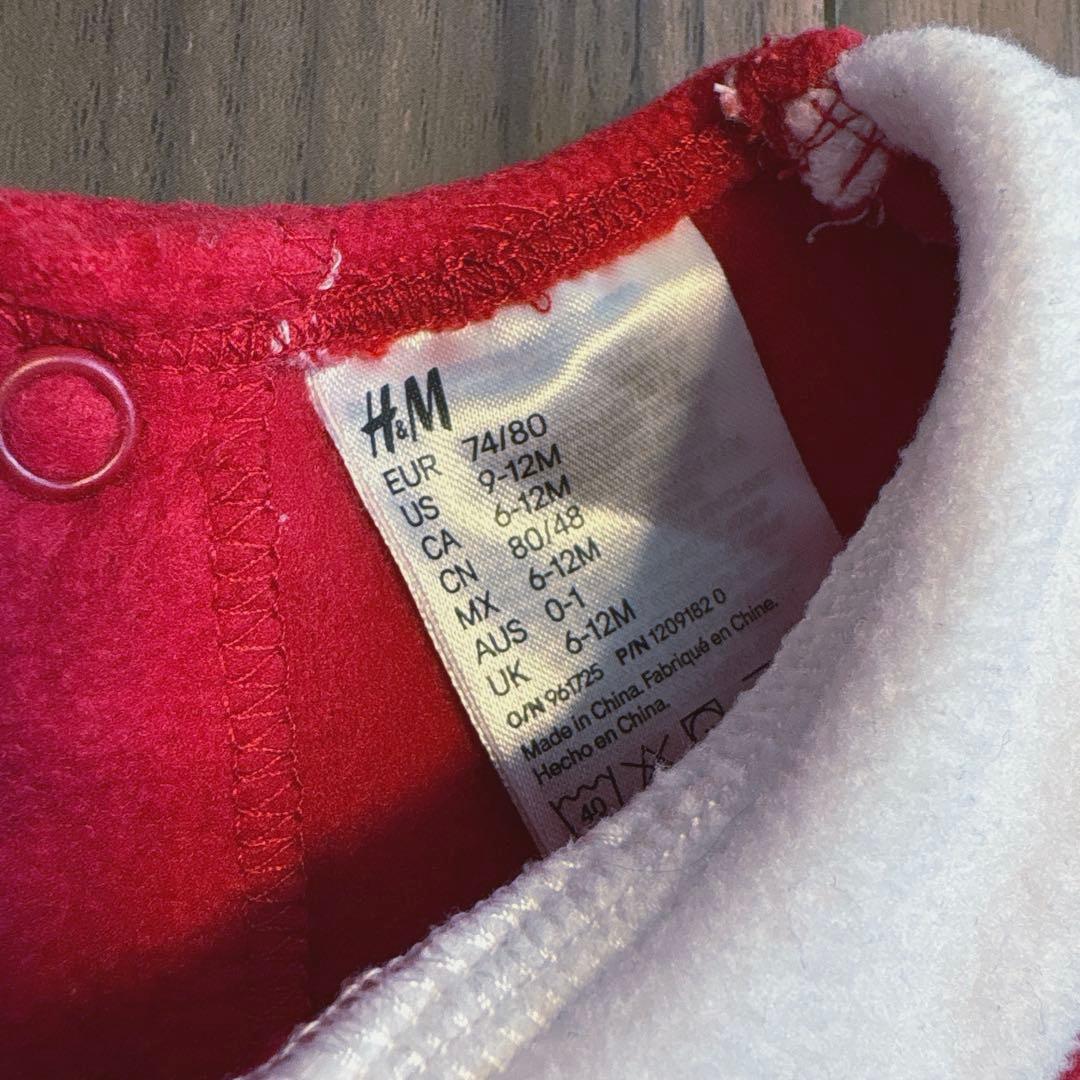 H&M
EUR 74/80
US 9-12M
CA 6-12M
CN 80/48
MX 6-12M
AUS 0-1
UK 6-12M
O/N 961725 P/N 1209182 0
Made in China. Fabriqué en Chine.
Hecho en China.
40